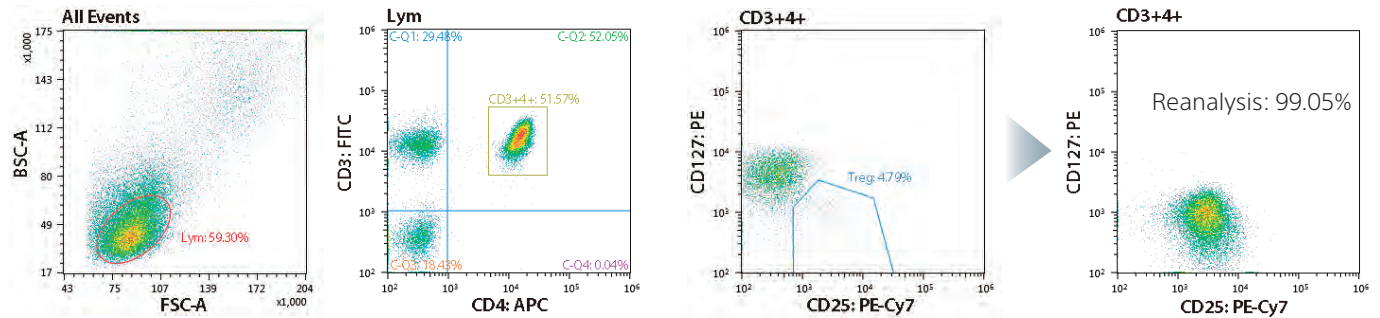 All Events
x1,000
175
143
112
80
49
17
BSC-A
Lym: 59.30%
43
75
107
139
172
204
FSC-A
x1,000
Lym
C-Q1: 29.48%
C-Q2: 52.05%
CD3+4+: 51.57%
C-Q3: 18.43%
C-Q4: 0.04%
10⁶
10⁵
10⁴
10³
10²
CD3: FITC
10²
10³
10⁴
10⁵
10⁶
CD4: APC
CD3+4+
10⁶
10⁵
10⁴
10³
10²
CD127: PE
Treg: 4.79%
10²
10³
10⁴
10⁵
10⁶
CD25: PE-Cy7
CD3+4+
Reanalysis: 99.05%
10⁶
10⁵
10⁴
10³
10²
CD127: PE
10²
10³
10⁴
10⁵
10⁶
CD25: PE-Cy7